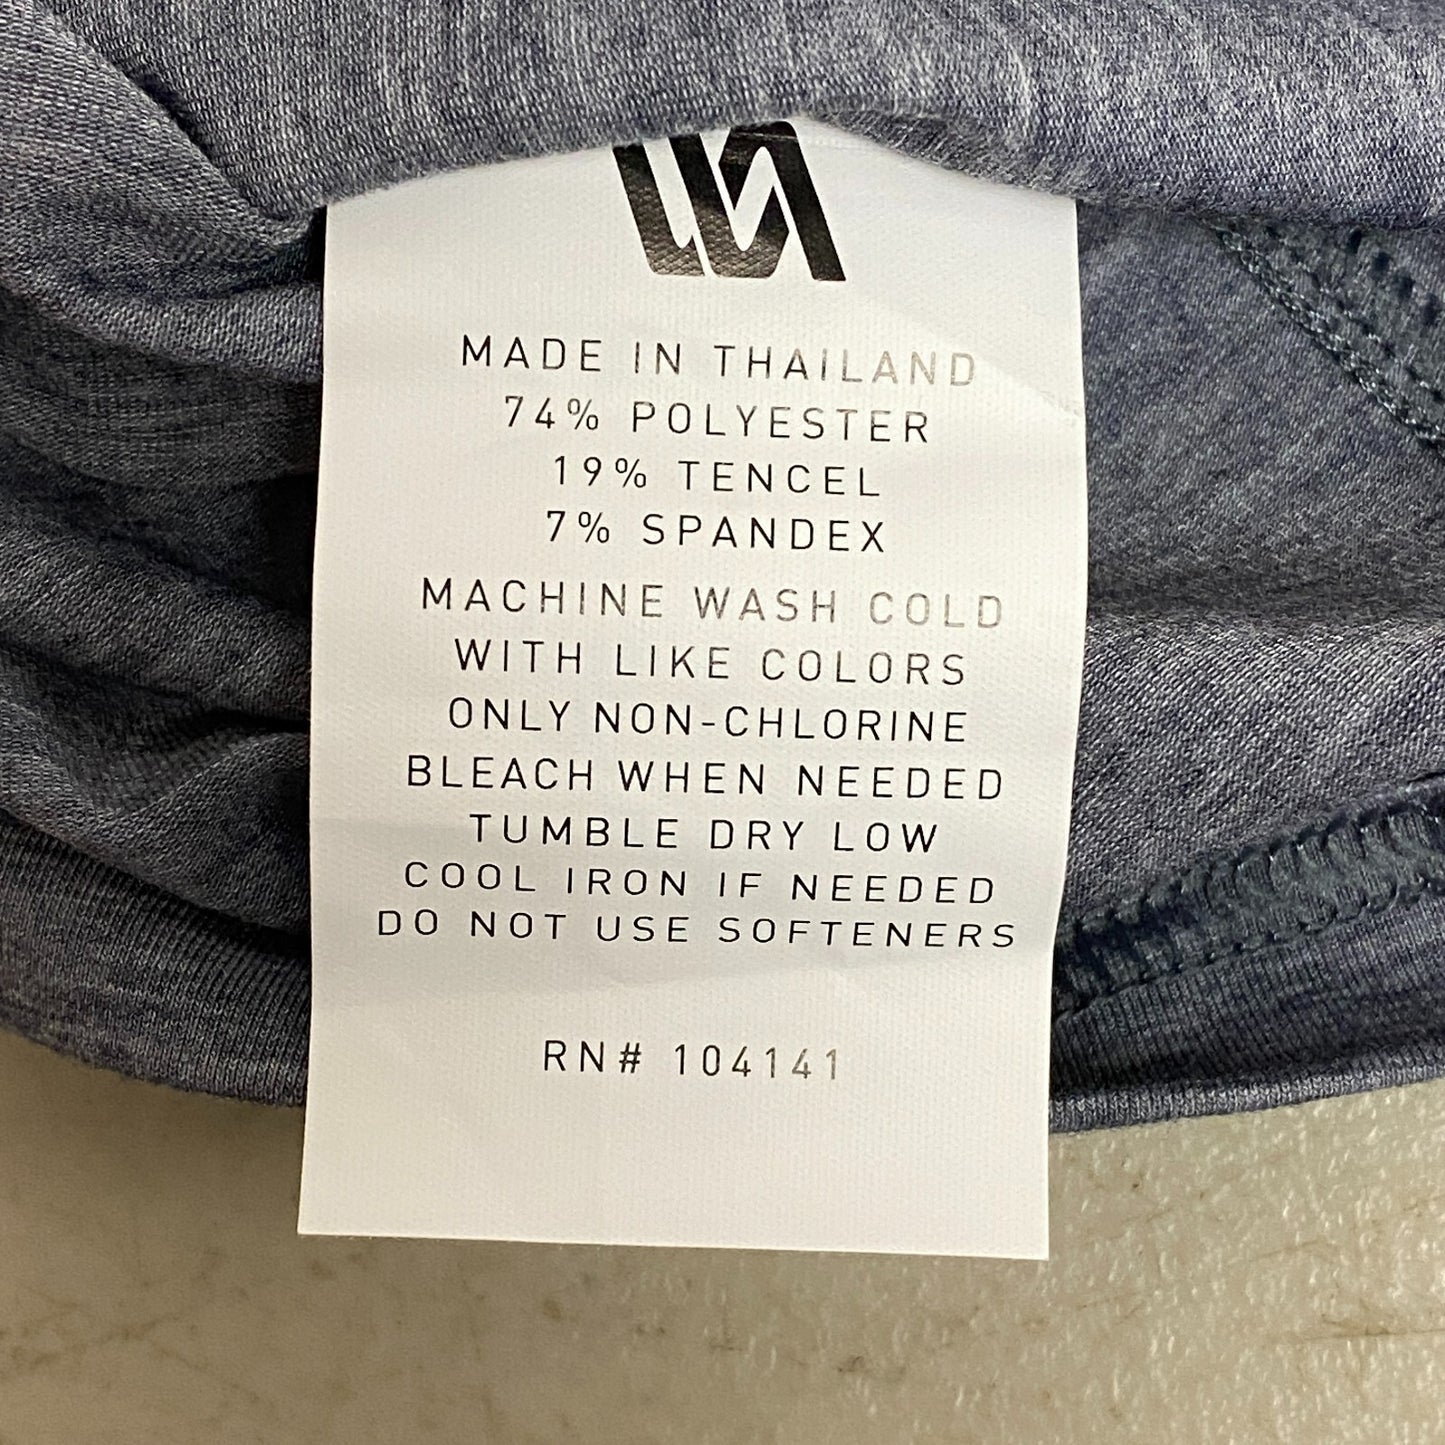 MADE IN THAILAND
74% POLYESTER
19% TENCEL
7% SPANDEX
MACHINE WASH COLD
WITH LIKE COLORS
ONLY NON-CHLORINE
BLEACH WHEN NEEDED
TUMBLE DRY LOW
COOL IRON IF NEEDED
DO NOT USE SOFTENERS
RN# 104141